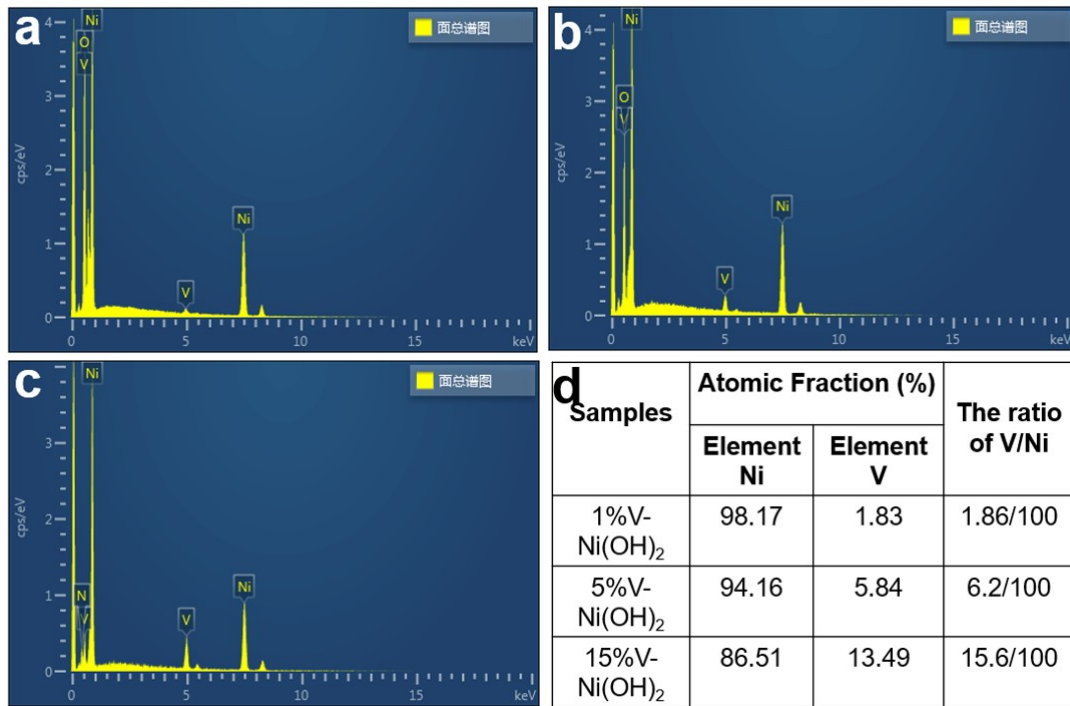 a
面总谱图
Ni
O
V
V
Ni
4
3
2
1
0
cps/eV
0 5 10 15 keV
b
面总谱图
Ni
O
V
V
Ni
4
3
2
1
0
cps/eV
0 5 10 15 keV
c
面总谱图
Ni
N
V
V
Ni
3
2
1
0
cps/eV
0 5 10 15 keV
d
Samples
Atomic Fraction (%)
The ratio
of V/Ni
Element
Ni
Element
V
1%V-
Ni(OH)₂
98.17 1.83 1.86/100
5%V-
Ni(OH)₂
94.16 5.84 6.2/100
15%V-
Ni(OH)₂
86.51 13.49 15.6/100